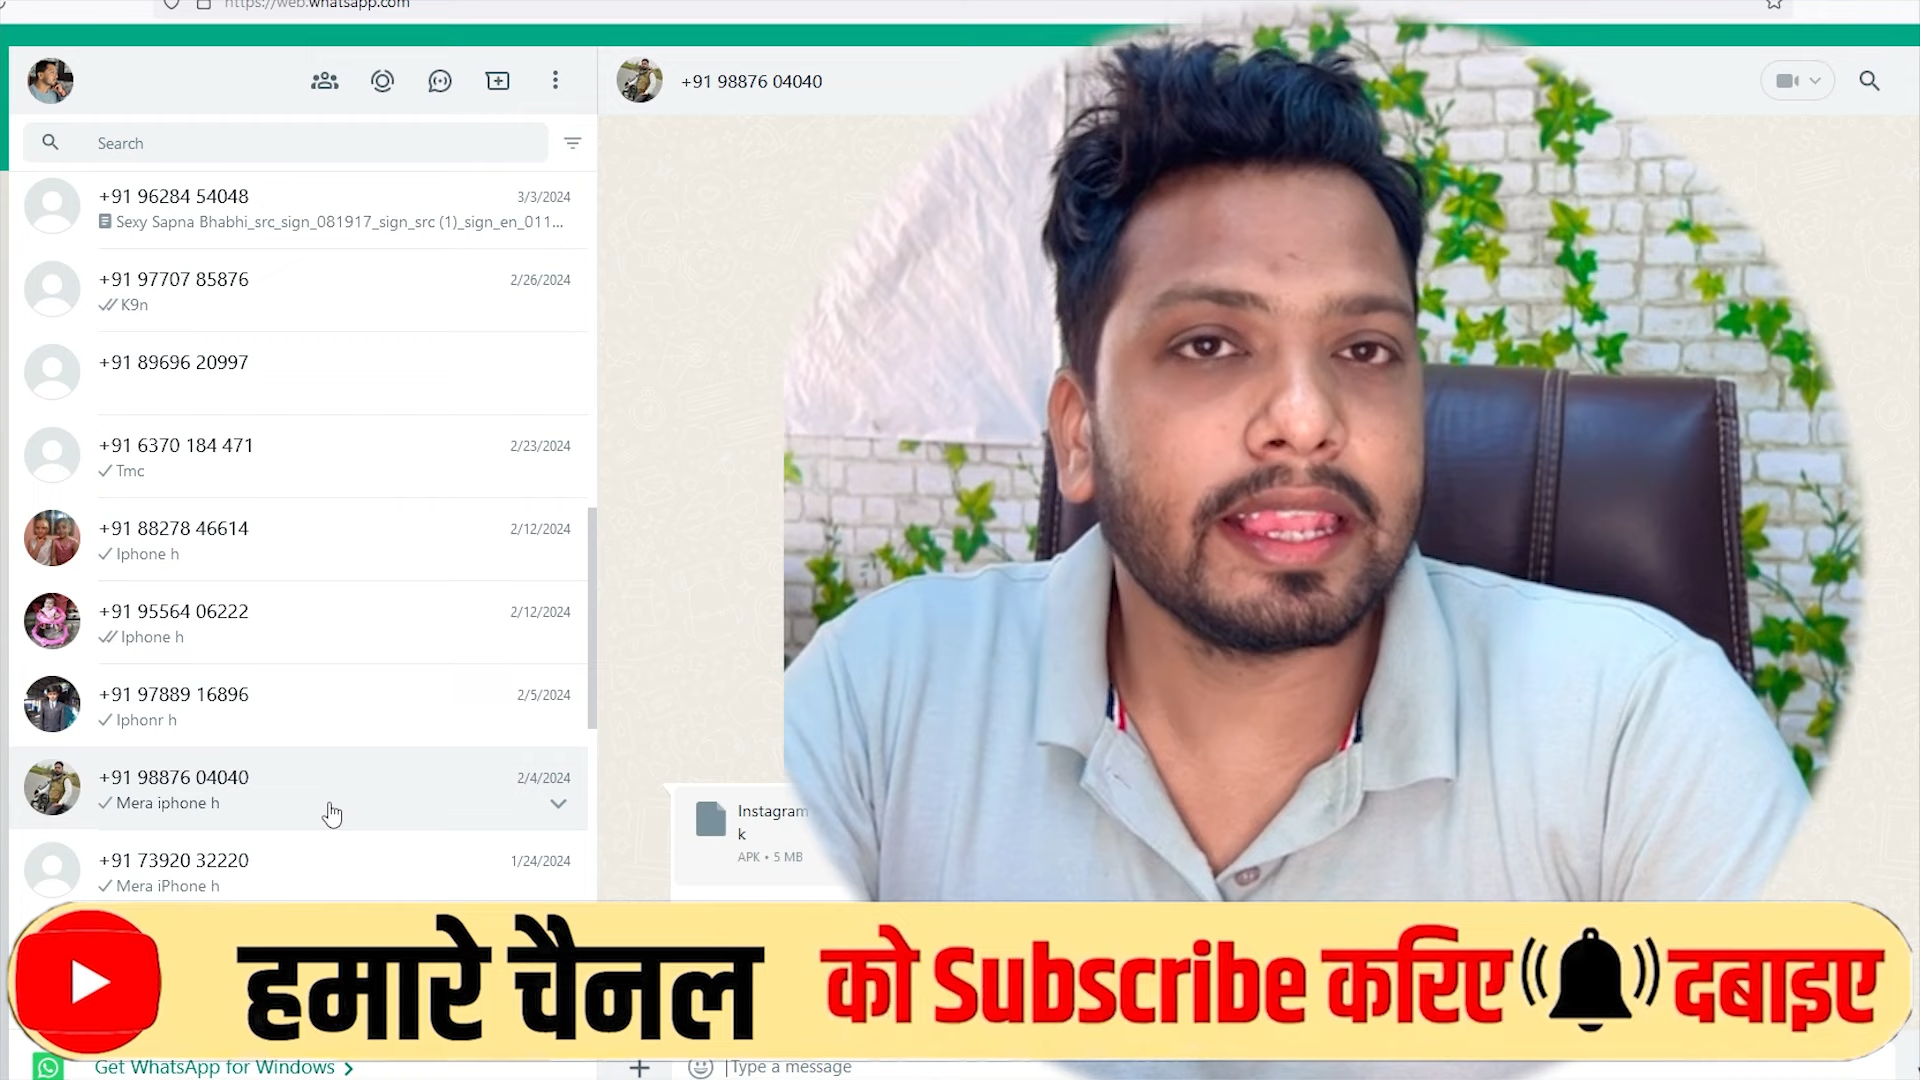 https://web.whatsapp.com
+91 98876 04040
Search
+91 96284 54048
3/3/2024
Sexy Sapna Bhabhi_src_sign_081917_sign_src (1)_sign_en_011...
+91 97707 85876
2/26/2024
K9n
+91 89696 20997
+91 6370 184 471
2/23/2024
Tmc
+91 88278 46614
2/12/2024
Iphone h
+91 95564 06222
2/12/2024
Iphone h
+91 97889 16896
2/5/2024
Iphonr h
+91 98876 04040
2/4/2024
Mera iphone h
+91 73920 32220
1/24/2024
Mera iPhone h
Instagram
k
APK • 5 MB
हमारे चैनल को Subscribe करिए दबाइए
Get WhatsApp for Windows
Type a message